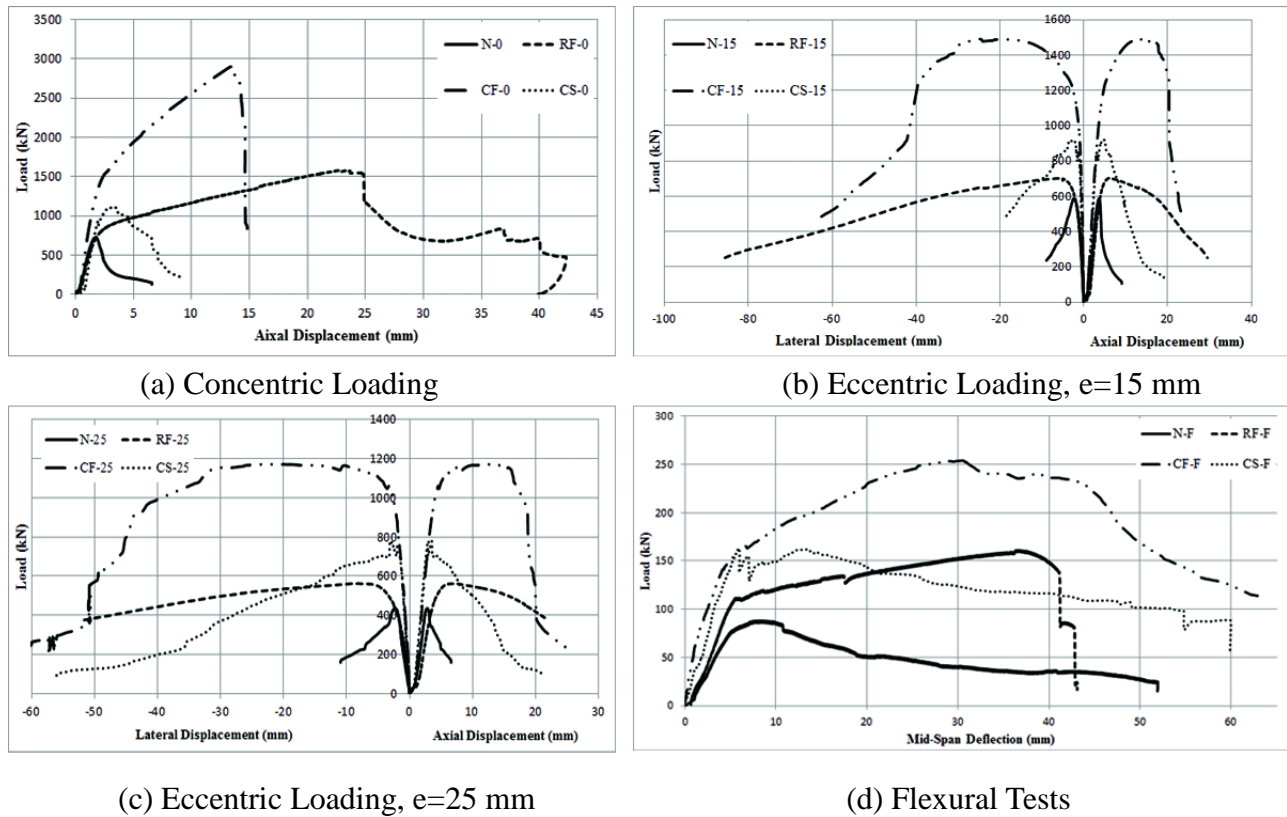 3500
3000
2500
2000
1500
1000
500
0
Load (kN)
N-0 RF-0
CF-0 CS-0
0 5 10 15 20 25 30 35 40 45
Aixal Displacement (mm)
(a) Concentric Loading
1600
1400
1200
1000
800
600
400
200
0
Load (kN)
N-15 RF-15
CF-15 CS-15
-100 -80 -60 -40 -20 0 20 40
Lateral Displacement (mm) Axial Displacement (mm)
(b) Eccentric Loading, e=15 mm
1400
1200
1000
800
600
400
200
0
Load (kN)
N-25 RF-25
CF-25 CS-25
-60 -50 -40 -30 -20 -10 0 10 20 30
Lateral Displacement (mm) Axial Displacement (mm)
(c) Eccentric Loading, e=25 mm
300
250
200
150
100
50
0
Load (kN)
N-F RF-F
CF-F CS-F
0 10 20 30 40 50 60
Mid-Span Deflection (mm)
(d) Flexural Tests